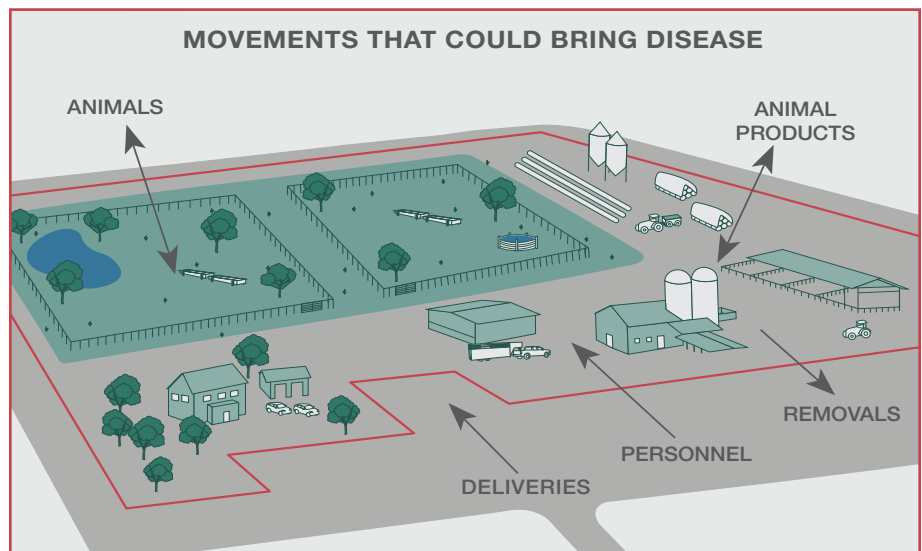 MOVEMENTS THAT COULD BRING DISEASE
ANIMALS
ANIMAL
PRODUCTS
REMOVALS
PERSONNEL
DELIVERIES